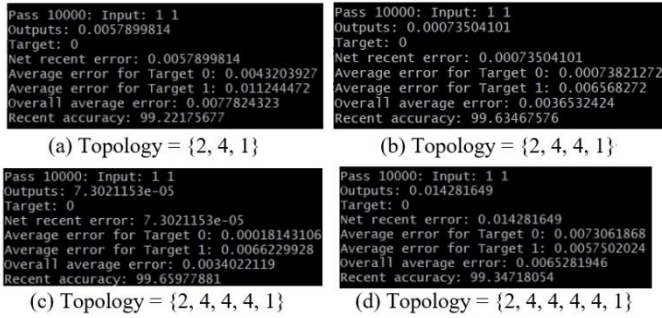 Pass 10000: Input: 1 1
Outputs: 0.0057899814
Target: 0
Net recent error: 0.0057899814
Average error for Target 0: 0.0043203927
Average error for Target 1: 0.011244472
Overall average error: 0.0077824323
Recent accuracy: 99.22175677
(a) Topology = {2, 4, 1}
Pass 10000: Input: 1 1
Outputs: 0.00073504101
Target: 0
Net recent error: 0.00073504101
Average error for Target 0: 0.00073821272
Average error for Target 1: 0.006568272
Overall average error: 0.0036532424
Recent accuracy: 99.63467576
(b) Topology = {2, 4, 4, 1}
Pass 10000: Input: 1 1
Outputs: 7.3021153e-05
Target: 0
Net recent error: 7.3021153e-05
Average error for Target 0: 0.00018143106
Average error for Target 1: 0.0066229928
Overall average error: 0.0034022119
Recent accuracy: 99.65977881
(c) Topology = {2, 4, 4, 4, 1}
Pass 10000: Input: 1 1
Outputs: 0.014281649
Target: 0
Net recent error: 0.014281649
Average error for Target 0: 0.0073061868
Average error for Target 1: 0.0057502024
Overall average error: 0.0065281946
Recent accuracy: 99.34718054
(d) Topology = {2, 4, 4, 4, 4, 1}